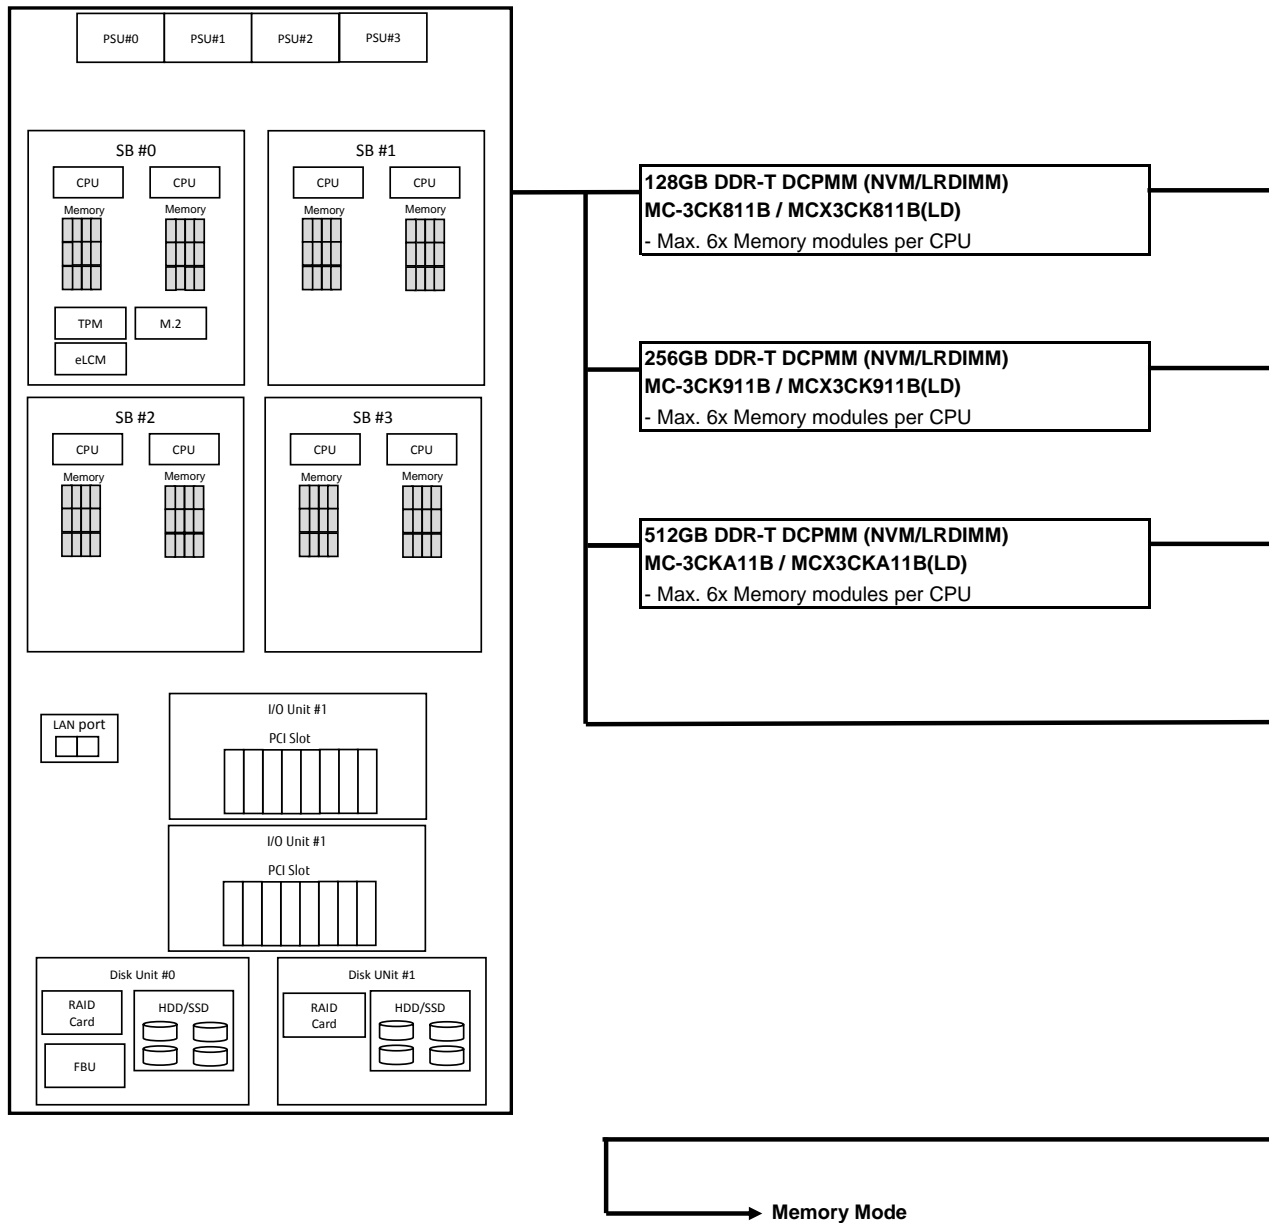 PSU#0 PSU#1 PSU#2 PSU#3
SB #0
CPU CPU
Memory Memory
TPM M.2
eLCM
SB #1
CPU CPU
Memory Memory
SB #2
CPU CPU
Memory Memory
SB #3
CPU CPU
Memory Memory
LAN port
I/O Unit #1
PCI Slot
I/O Unit #1
PCI Slot
Disk Unit #0
RAID
Card
HDD/SSD
FBU
Disk UNit #1
RAID
Card
HDD/SSD
128GB DDR-T DCPMM (NVM/LRDIMM)
MC-3CK811B / MCX3CK811B(LD)
- Max. 6x Memory modules per CPU
256GB DDR-T DCPMM (NVM/LRDIMM)
MC-3CK911B / MCX3CK911B(LD)
- Max. 6x Memory modules per CPU
512GB DDR-T DCPMM (NVM/LRDIMM)
MC-3CKA11B / MCX3CKA11B(LD)
- Max. 6x Memory modules per CPU
Memory Mode